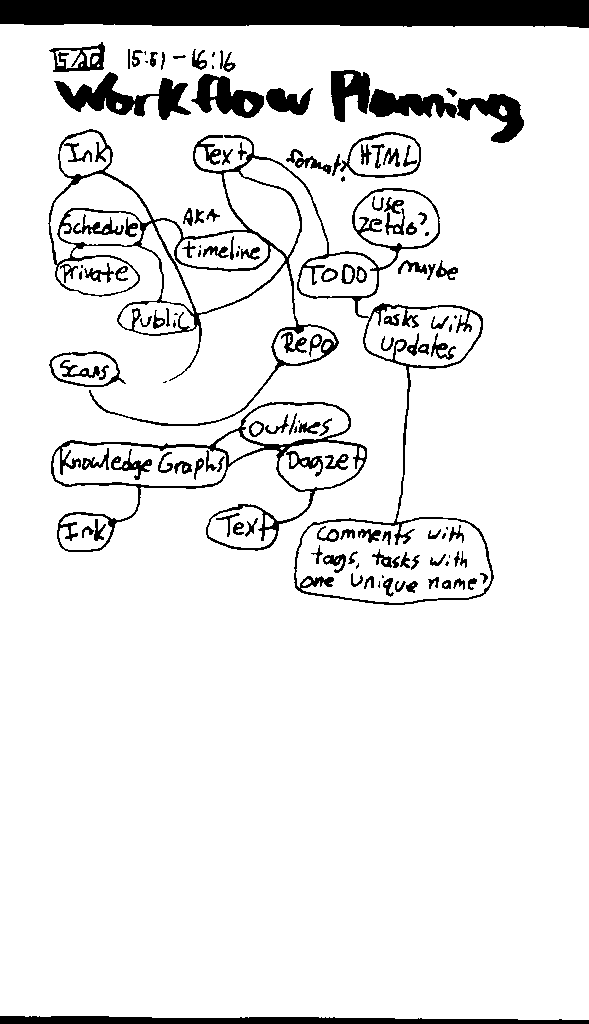 5/20 15:51-16:16
Workflow Planning
Ink
Text
format?
HTML
Schedule
AKA
timeline
use
zetdo?
Private
TODO
maybe
Public
Tasks with
updates
Repo
Scans
Outlines
Knowledge Graphs
Dagzet
Ink
Text
comments with
tags, tasks with
one unique name?